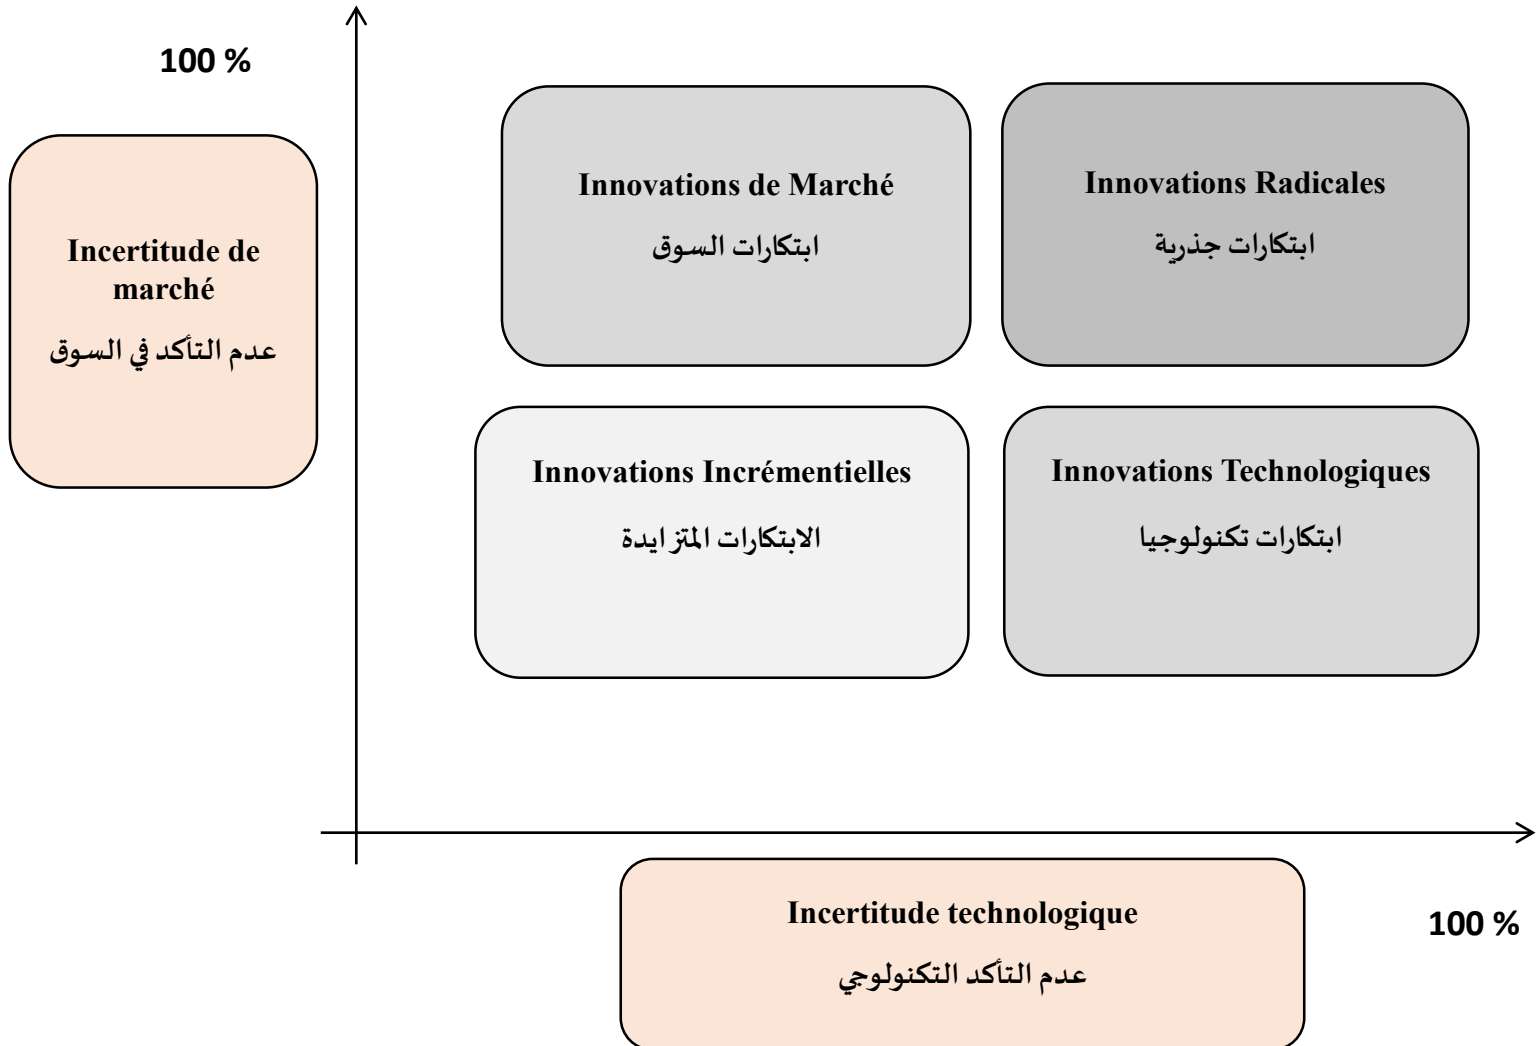 100 %
Innovations de Marché
ابتكارات السوق
Innovations Radicales
ابتكارات جذرية
Incertitude de
marché
عدم التأكد في السوق
Innovations Incrémentielles
الابتكارات المتزايدة
Innovations Technologiques
ابتكارات تكنولوجيا
Incertitude technologique
عدم التأكد التكنولوجي
100 %